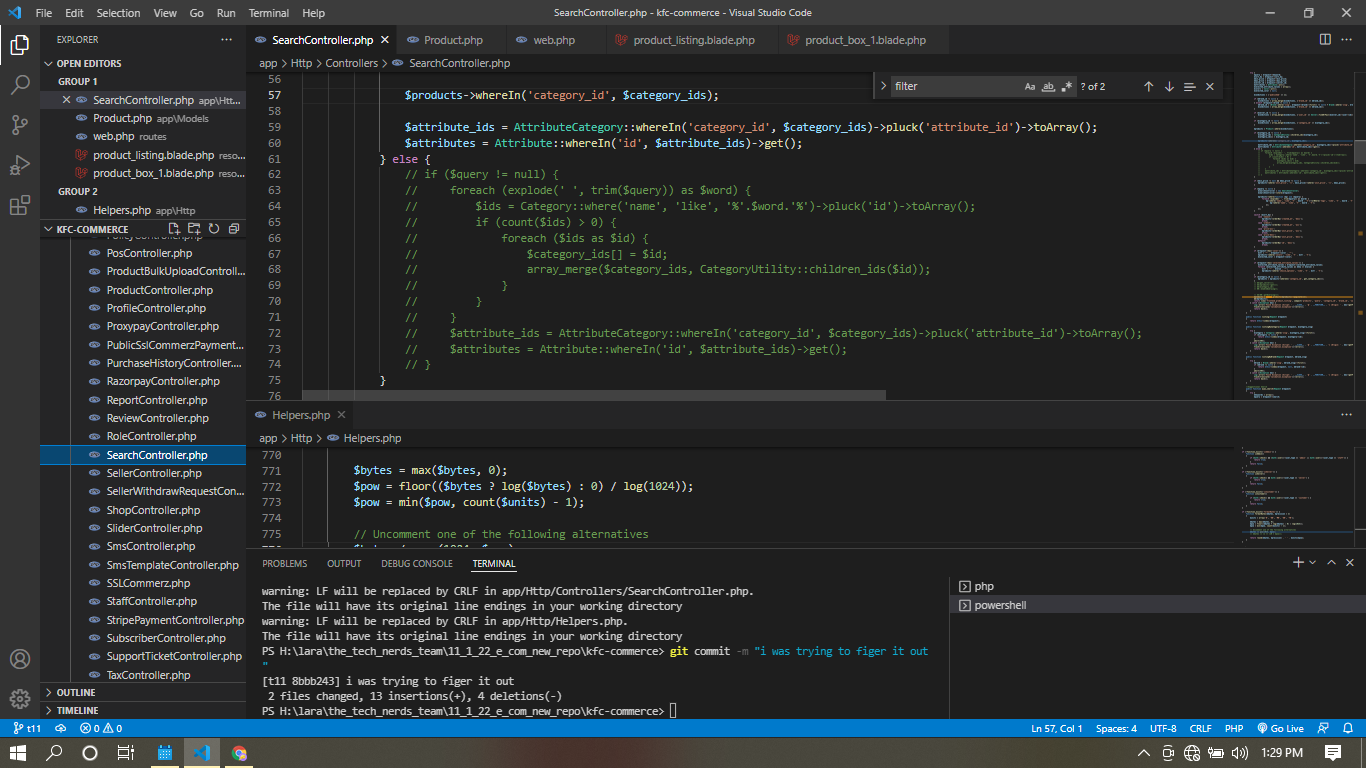 File Edit Selection View Go Run Terminal Help
SearchController.php - kfc-commerce - Visual Studio Code
EXPLORER
OPEN EDITORS
GROUP 1
SearchController.php app\Htt...
Product.php app\Models
web.php routes
product_listing.blade.php reso...
product_box_1.blade.php reso...
GROUP 2
Helpers.php app\Http
KFC-COMMERCE
PosController.php
ProductBulkUploadControll...
ProductController.php
ProfileController.php
ProxypayController.php
PublicSslCommerzPayment...
PurchaseHistoryController....
RazorpayController.php
ReportController.php
ReviewController.php
RoleController.php
SearchController.php
SellerController.php
SellerWithdrawRequestCon...
ShopController.php
SliderController.php
SmsController.php
SmsTemplateController.php
SSLCommerz.php
StaffController.php
StripePaymentController.php
SubscriberController.php
SupportTicketController.php
TaxController.php
OUTLINE
TIMELINE
SearchController.php Product.php web.php product_listing.blade.php product_box_1.blade.php
app > Http > Controllers > SearchController.php
filter Aa ab .* ? of 2
56
57 $products->whereIn('category_id', $category_ids);
58
59 $attribute_ids = AttributeCategory::whereIn('category_id', $category_ids)->pluck('attribute_id')->toArray();
60 $attributes = Attribute::whereIn('id', $attribute_ids)->get();
61 } else {
62 // if ($query != null) {
63 // foreach (explode(' ', trim($query)) as $word) {
64 // $ids = Category::where('name', 'like', '%'.$word.'%')->pluck('id')->toArray();
65 // if (count($ids) > 0) {
66 // foreach ($ids as $id) {
67 // $category_ids[] = $id;
68 // array_merge($category_ids, CategoryUtility::children_ids($id));
69 // }
70 // }
71 // }
72 // $attribute_ids = AttributeCategory::whereIn('category_id', $category_ids)->pluck('attribute_id')->toArray();
73 // $attributes = Attribute::whereIn('id', $attribute_ids)->get();
74 // }
75 }
76
Helpers.php
app > Http > Helpers.php
770
771 $bytes = max($bytes, 0);
772 $pow = floor(($bytes ? log($bytes) : 0) / log(1024));
773 $pow = min($pow, count($units) - 1);
774
775 // Uncomment one of the following alternatives
PROBLEMS OUTPUT DEBUG CONSOLE TERMINAL
warning: LF will be replaced by CRLF in app/Http/Controllers/SearchController.php.
The file will have its original line endings in your working directory
warning: LF will be replaced by CRLF in app/Http/Helpers.php.
The file will have its original line endings in your working directory
PS H:\lara\the_tech_nerds_team\11_1_22_e_com_new_repo\kfc-commerce> git commit -m "i was trying to figer it out
"
[t11 8bbb243] i was trying to figer it out
2 files changed, 13 insertions(+), 4 deletions(-)
PS H:\lara\the_tech_nerds_team\11_1_22_e_com_new_repo\kfc-commerce>
php
powershell
t11 0 0 Ln 57, Col 1 Spaces: 4 UTF-8 CRLF PHP Go Live
1:29 PM